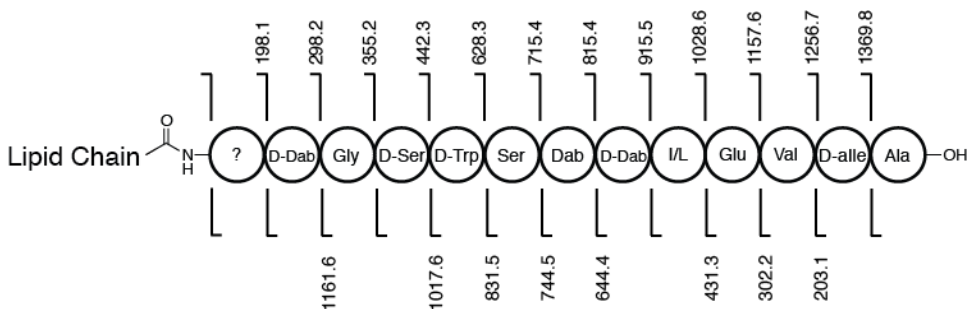 198.1 298.2 355.2 442.3 628.3 715.4 815.4 915.5 1028.6 1157.6 1256.7 1369.8
O
Lipid Chain N H ? D-Dab Gly D-Ser D-Trp Ser Dab D-Dab I/L Glu Val D-alle Ala OH
1161.6 1017.6 831.5 744.5 644.4 431.3 302.2 203.1